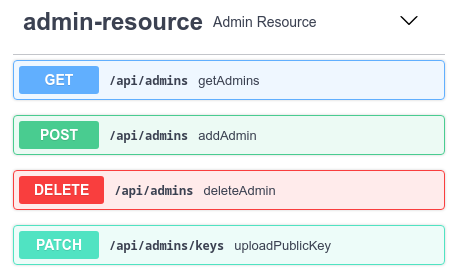 admin-resource Admin Resource
GET /api/admins getAdmins
POST /api/admins addAdmin
DELETE /api/admins deleteAdmin
PATCH /api/admins/keys uploadPublicKey